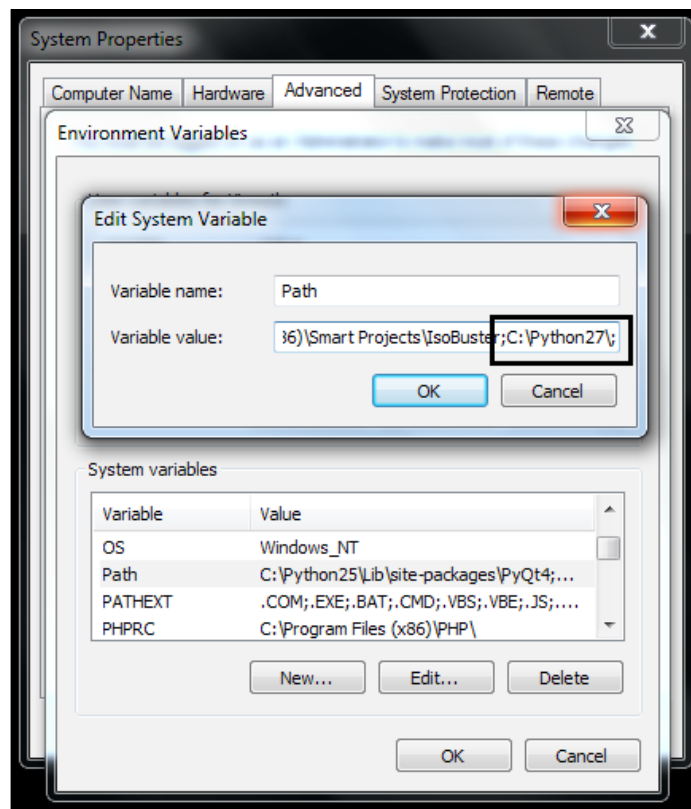 System Properties
Computer Name Hardware Advanced System Protection Remote
Environment Variables
Edit System Variable
Variable name: Path
Variable value: 36)\Smart Projects\IsoBuster;C:\Python27\;
OK Cancel
System variables
Variable Value
OS Windows_NT
Path C:\Python25\Lib\site-packages\PyQt4;...
PATHEXT .COM;.EXE;.BAT;.CMD;.VBS;.VBE;.JS;....
PHPRC C:\Program Files (x86)\PHP\
New... Edit... Delete
OK Cancel